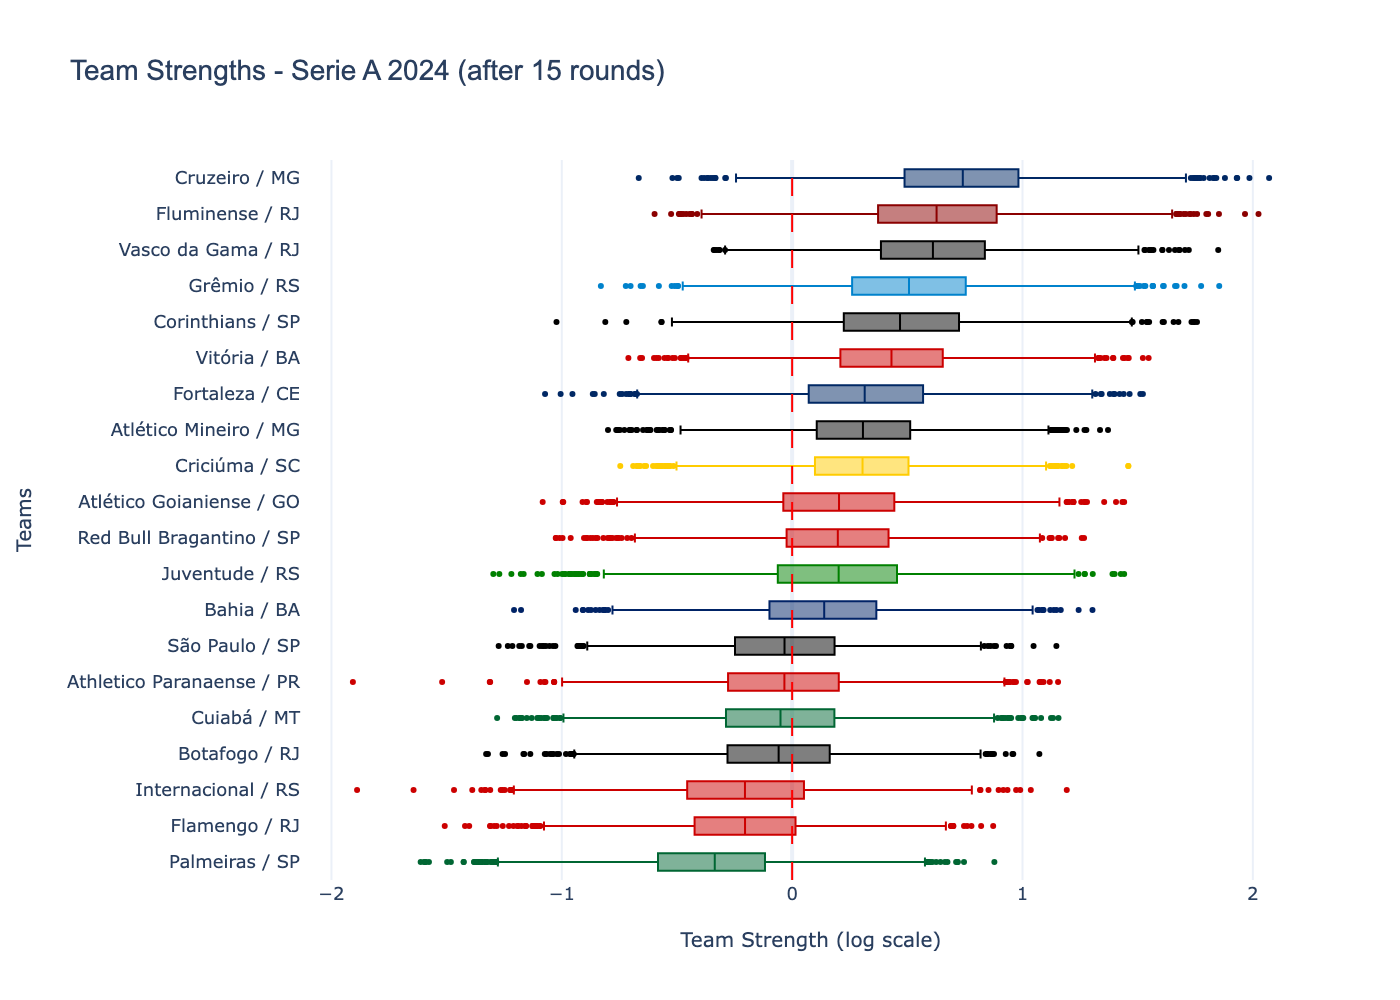 Team Strengths - Serie A 2024 (after 15 rounds)
Cruzeiro / MG
Fluminense / RJ
Vasco da Gama / RJ
Grêmio / RS
Corinthians / SP
Vitória / BA
Fortaleza / CE
Atlético Mineiro / MG
Criciúma / SC
Atlético Goianiense / GO
Red Bull Bragantino / SP
Juventude / RS
Bahia / BA
São Paulo / SP
Athletico Paranaense / PR
Cuiabá / MT
Botafogo / RJ
Internacional / RS
Flamengo / RJ
Palmeiras / SP
Teams
−2 −1 0 1 2
Team Strength (log scale)